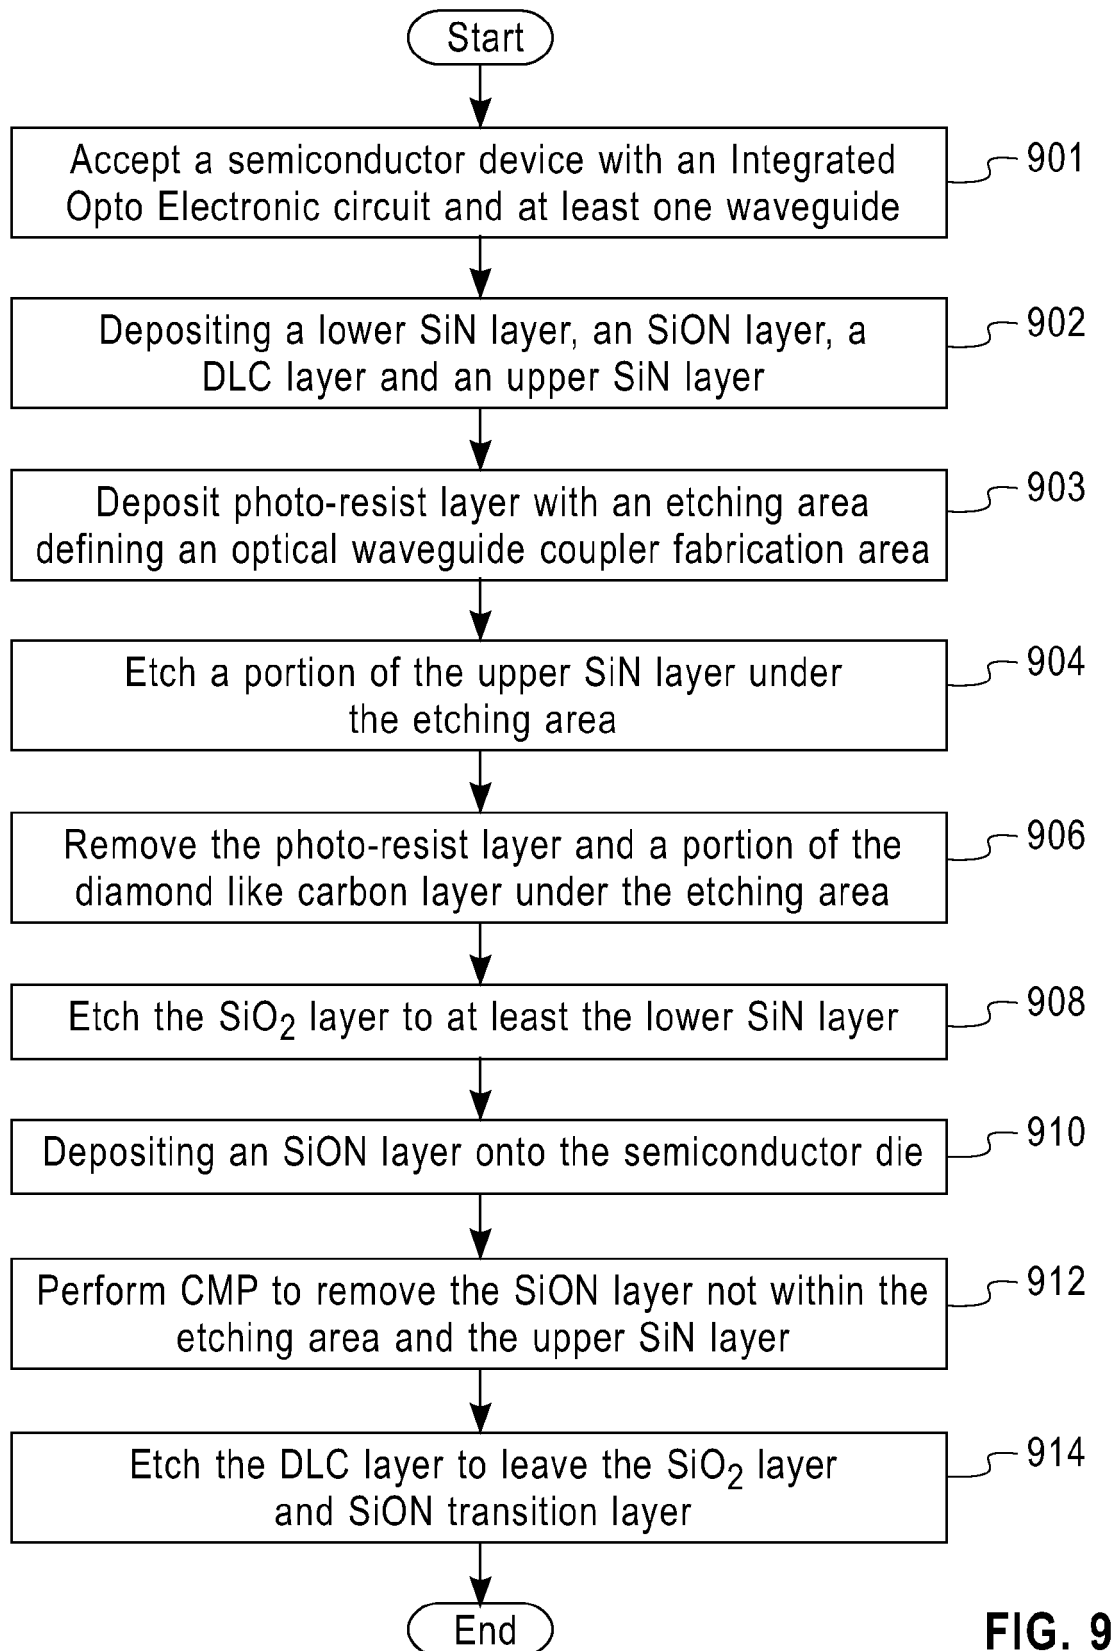 Start
Accept a semiconductor device with an Integrated
Opto Electronic circuit and at least one waveguide
901
Depositing a lower SiN layer, an SiON layer, a
DLC layer and an upper SiN layer
902
Deposit photo-resist layer with an etching area
defining an optical waveguide coupler fabrication area
903
Etch a portion of the upper SiN layer under
the etching area
904
Remove the photo-resist layer and a portion of the
diamond like carbon layer under the etching area
906
Etch the SiO2 layer to at least the lower SiN layer
908
Depositing an SiON layer onto the semiconductor die
910
Perform CMP to remove the SiON layer not within the
etching area and the upper SiN layer
912
Etch the DLC layer to leave the SiO2 layer
and SiON transition layer
914
End
FIG. 9